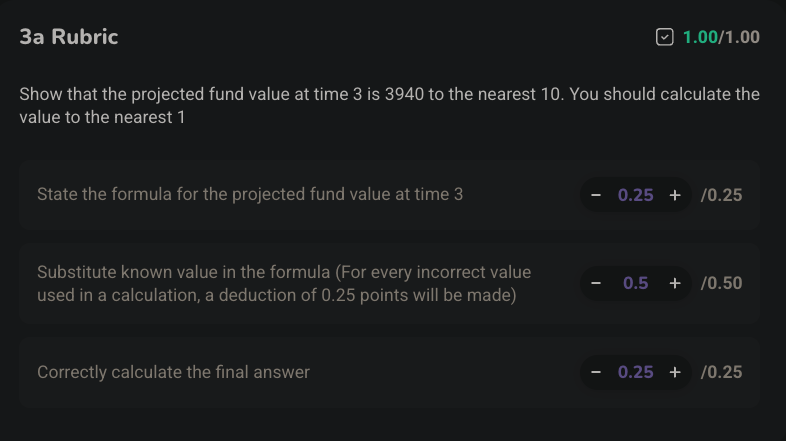 3a Rubric
1.00/1.00
Show that the projected fund value at time 3 is 3940 to the nearest 10. You should calculate the
value to the nearest 1
State the formula for the projected fund value at time 3
− 0.25 + /0.25
Substitute known value in the formula (For every incorrect value
used in a calculation, a deduction of 0.25 points will be made)
− 0.5 + /0.50
Correctly calculate the final answer
− 0.25 + /0.25